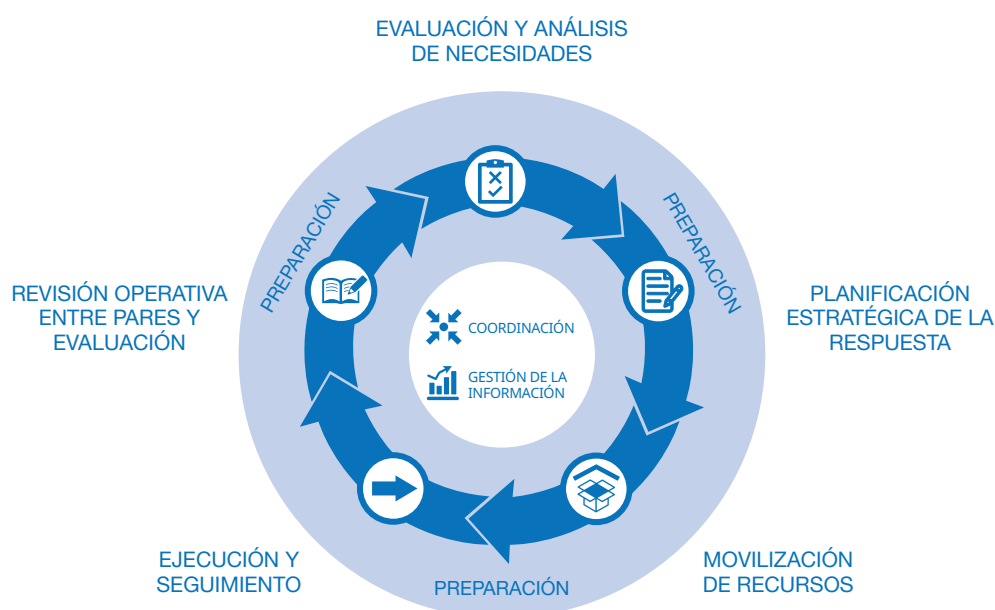 EVALUACIÓN Y ANÁLISIS
DE NECESIDADES
PREPARACIÓN
PREPARACIÓN
REVISIÓN OPERATIVA
ENTRE PARES Y
EVALUACIÓN
COORDINACIÓN
GESTIÓN DE LA
INFORMACIÓN
PLANIFICACIÓN
ESTRATÉGICA DE LA
RESPUESTA
EJECUCIÓN Y
SEGUIMIENTO
PREPARACIÓN
MOVILIZACIÓN
DE RECURSOS